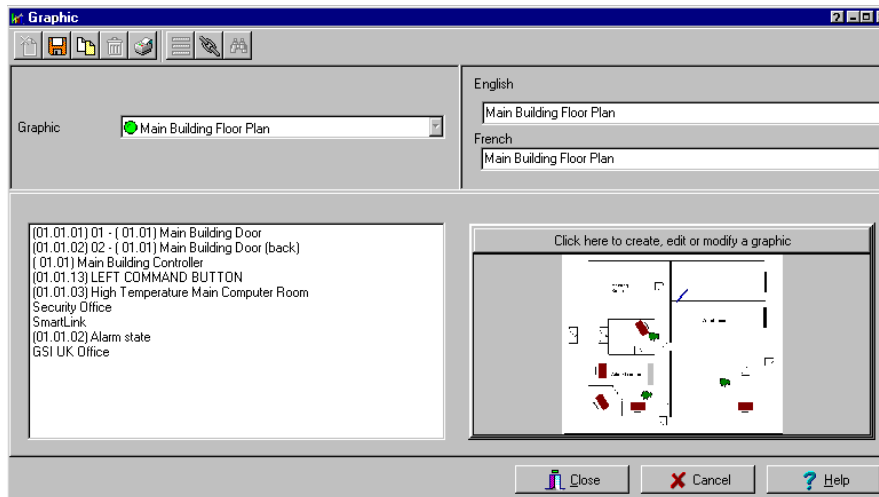 Graphic
English
Main Building Floor Plan
Graphic
Main Building Floor Plan
French
Main Building Floor Plan
(01.01.01) 01 - ( 01.01) Main Building Door
(01.01.02) 02 - ( 01.01) Main Building Door (back)
( 01.01) Main Building Controller
(01.01.13) LEFT COMMAND BUTTON
(01.01.03) High Temperature Main Computer Room
Security Office
SmartLink
(01.01.02) Alarm state
GSI UK Office
Click here to create, edit or modify a graphic
Close
Cancel
? Help